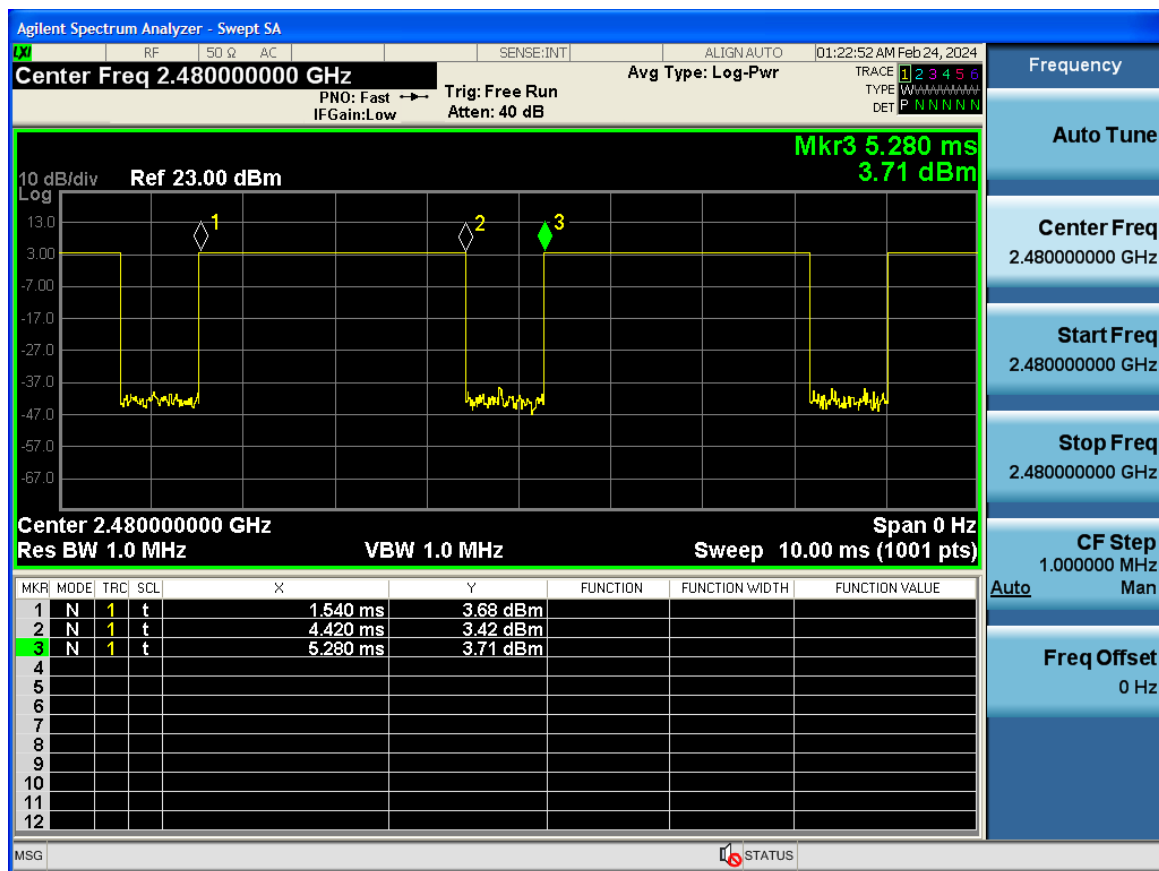 Agilent Spectrum Analyzer - Swept SA
LXI RF 50 Ω AC SENSE:INT ALIGN AUTO 01:22:52 AM Feb 24, 2024
Center Freq 2.480000000 GHz
PNO: Fast
IFGain:Low
Trig: Free Run
Atten: 40 dB
Avg Type: Log-Pwr
TRACE 1 2 3 4 5 6
TYPE
DET P N N N N N
Mkr3 5.280 ms
3.71 dBm
10 dB/div Ref 23.00 dBm
Log
13.0
3.00
-7.00
-17.0
-27.0
-37.0
-47.0
-57.0
-67.0
1
2
3
Center 2.480000000 GHz Span 0 Hz
Res BW 1.0 MHz VBW 1.0 MHz Sweep 10.00 ms (1001 pts)
MKR MODE TRC SCL X Y FUNCTION FUNCTION WIDTH FUNCTION VALUE
1 N 1 t 1.540 ms 3.68 dBm
2 N 1 t 4.420 ms 3.42 dBm
3 N 1 t 5.280 ms 3.71 dBm
4
5
6
7
8
9
10
11
12
MSG STATUS
Frequency
Auto Tune
Center Freq
2.480000000 GHz
Start Freq
2.480000000 GHz
Stop Freq
2.480000000 GHz
CF Step
1.000000 MHz
Auto Man
Freq Offset
0 Hz